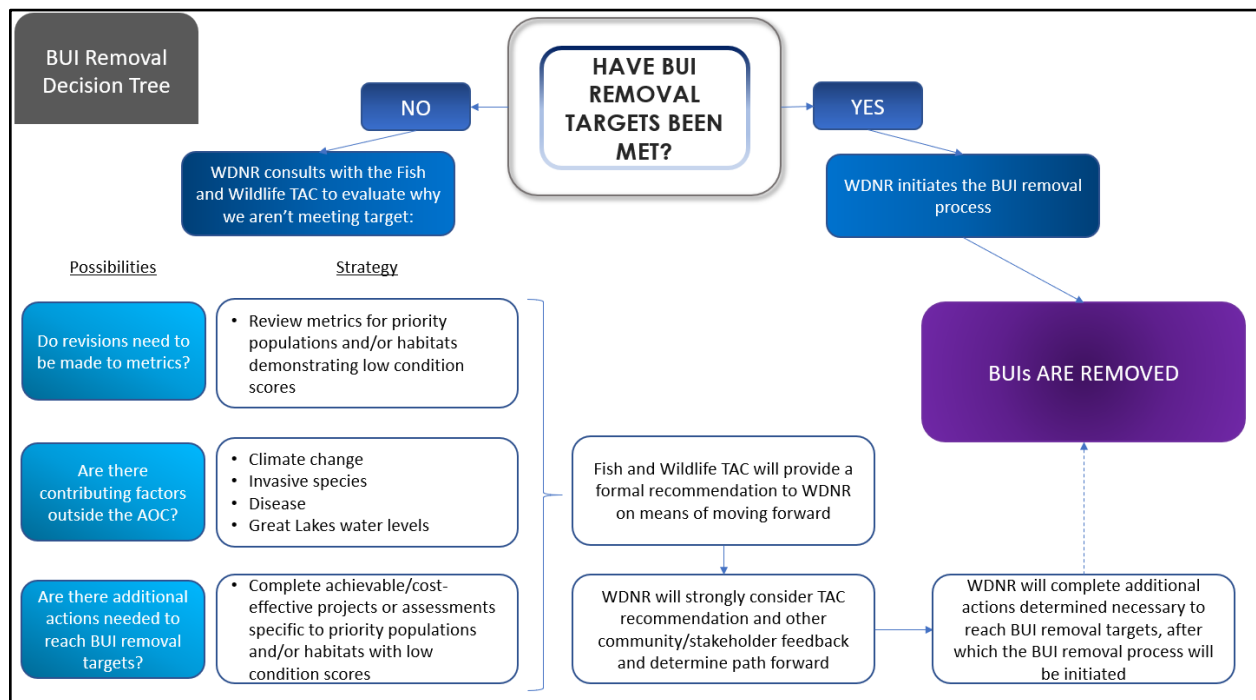 BUI Removal
Decision Tree
HAVE BUI
REMOVAL
TARGETS BEEN
MET?
NO
YES
WDNR consults with the Fish
and Wildlife TAC to evaluate why
we aren’t meeting target:
WDNR initiates the BUI removal
process
Possibilities
Strategy
Do revisions need to
be made to metrics?
• Review metrics for priority
populations and/or habitats
demonstrating low condition
scores
BUIs ARE REMOVED
Are there
contributing factors
outside the AOC?
• Climate change
• Invasive species
• Disease
• Great Lakes water levels
Fish and Wildlife TAC will provide a
formal recommendation to WDNR
on means of moving forward
Are there additional
actions needed to
reach BUI removal
targets?
• Complete achievable/cost-
effective projects or assessments
specific to priority populations
and/or habitats with low
condition scores
WDNR will strongly consider TAC
recommendation and other
community/stakeholder feedback
and determine path forward
WDNR will complete additional
actions determined necessary to
reach BUI removal targets, after
which the BUI removal process will
be initiated